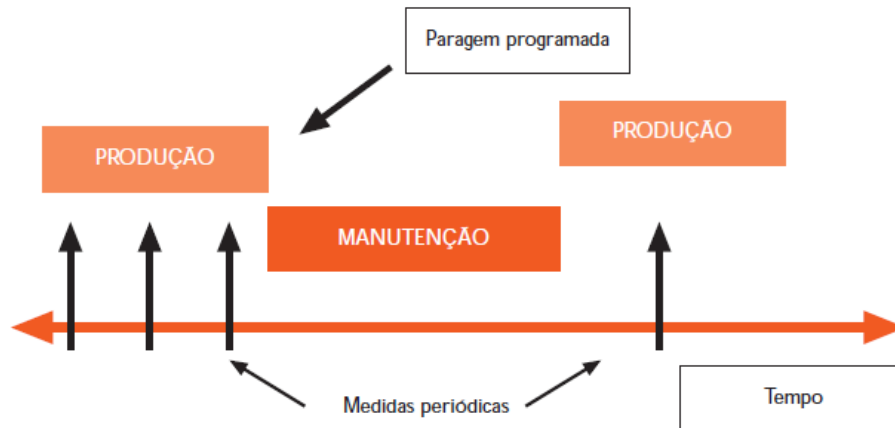 Paragem programada
PRODUÇÃO
PRODUÇÃO
MANUTENÇÃO
Medidas periódicas
Tempo